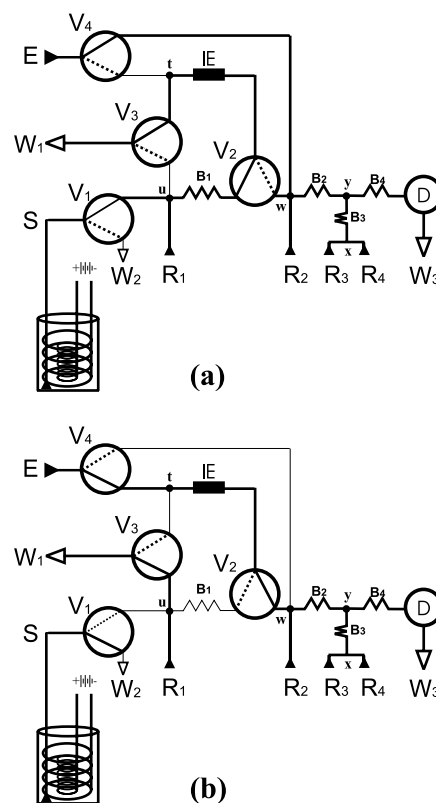 V4
E
t
IE
V3
W1
V2
B1
B2
y
B4
D
V1
u
w
B3
S
x
+ -
W2
R1
R2
R3
R4
W3
(a)
V4
E
t
IE
V3
W1
V2
B1
B2
y
B4
D
V1
u
w
B3
S
x
+ -
W2
R1
R2
R3
R4
W3
(b)